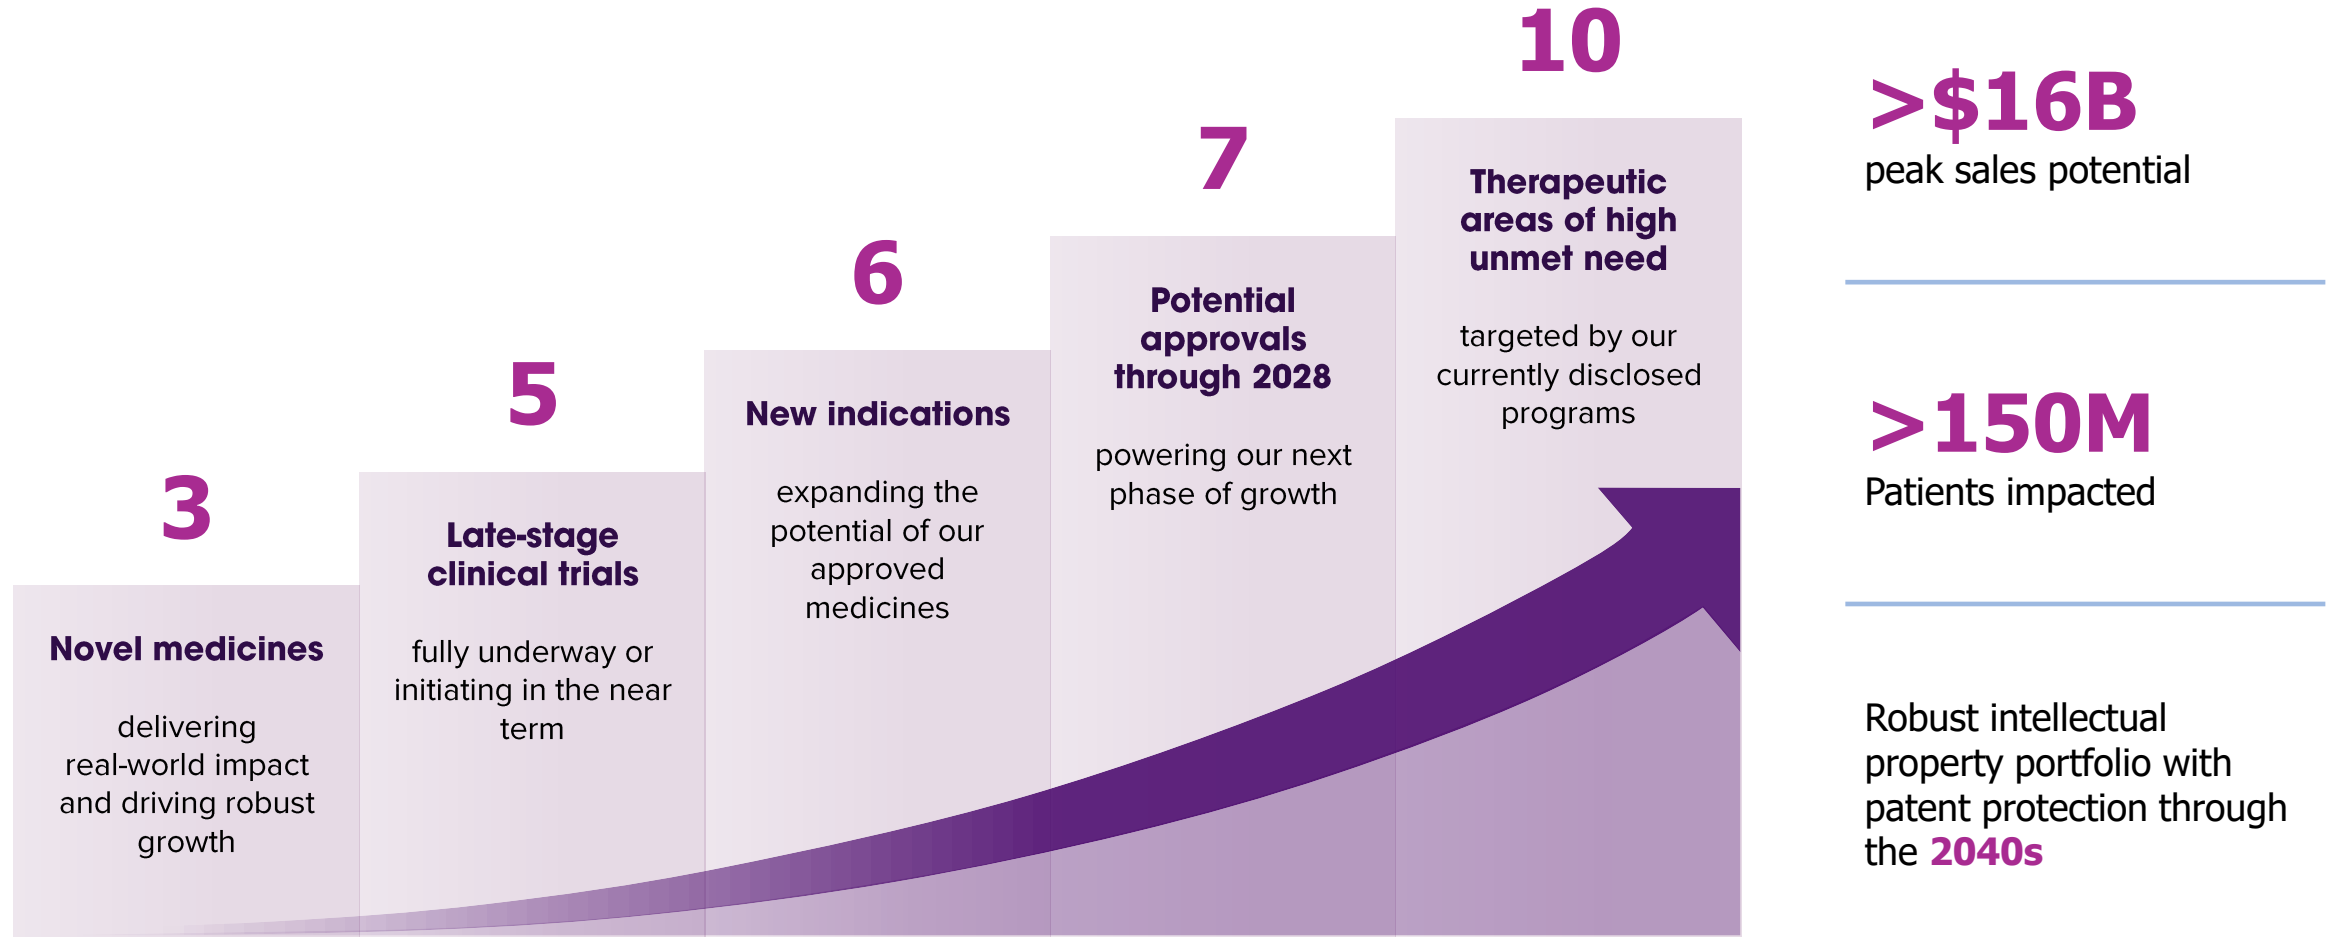 3
Novel medicines
delivering
real-world impact
and driving robust
growth
5
Late-stage
clinical trials
fully underway or
initiating in the near
term
6
New indications
expanding the
potential of our
approved
medicines
7
Potential
approvals
through 2028
powering our next
phase of growth
10
Therapeutic
areas of high
unmet need
targeted by our
currently disclosed
programs
>$16B
peak sales potential
>150M
Patients impacted
Robust intellectual
property portfolio with
patent protection through
the 2040s